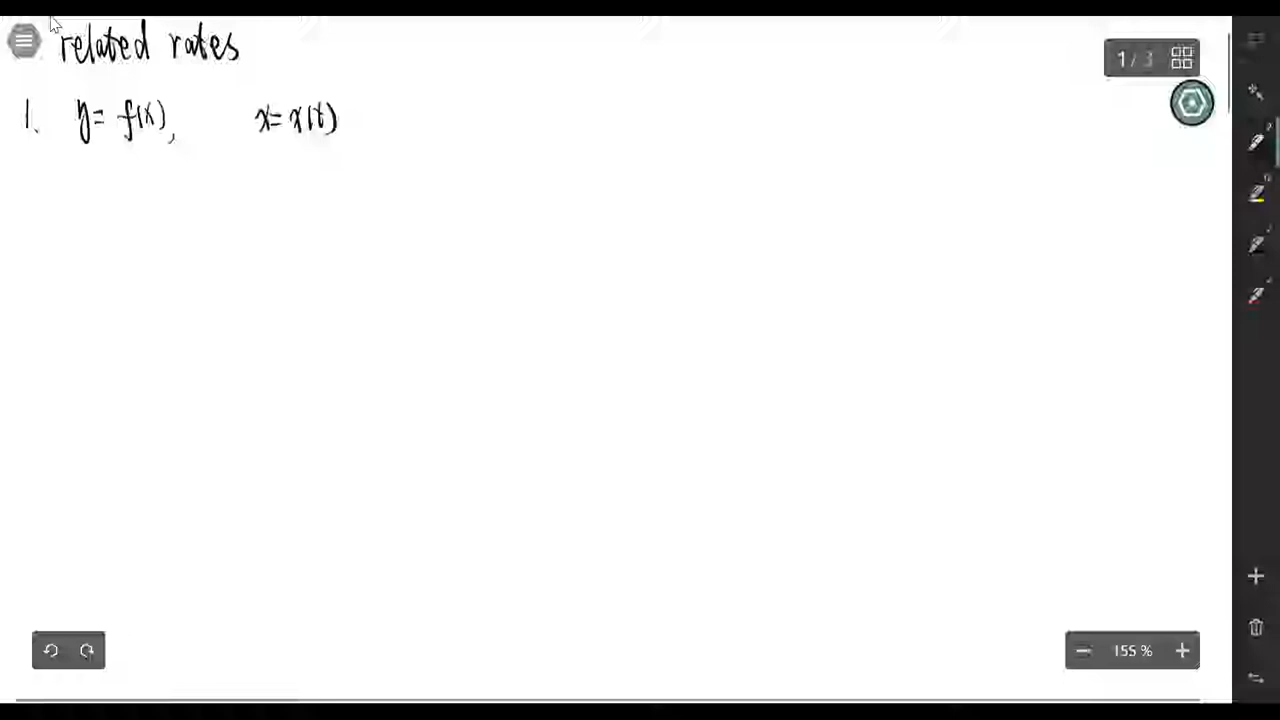 related rates
1/3
1. y = f(x), x = x(t)
155 %